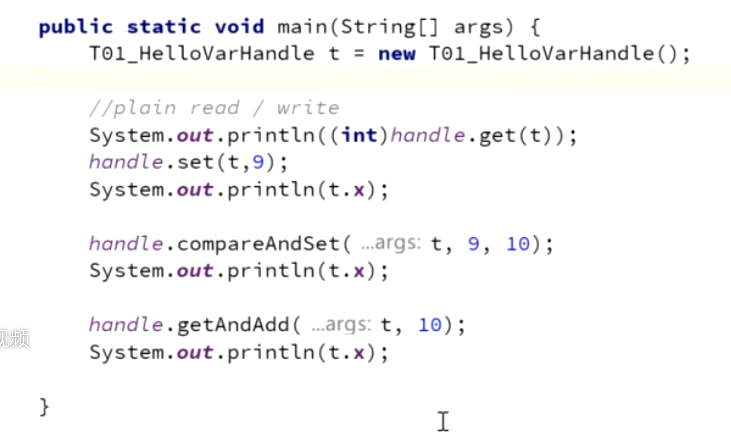 public static void main(String[] args) {
T01_HelloVarHandle t = new T01_HelloVarHandle();
//plain read / write
System.out.println((int)handle.get(t));
handle.set(t,9);
System.out.println(t.x);
handle.compareAndSet( ...args: t, 9, 10);
System.out.println(t.x);
handle.getAndAdd( ...args: t, 10);
视频
System.out.println(t.x);
}